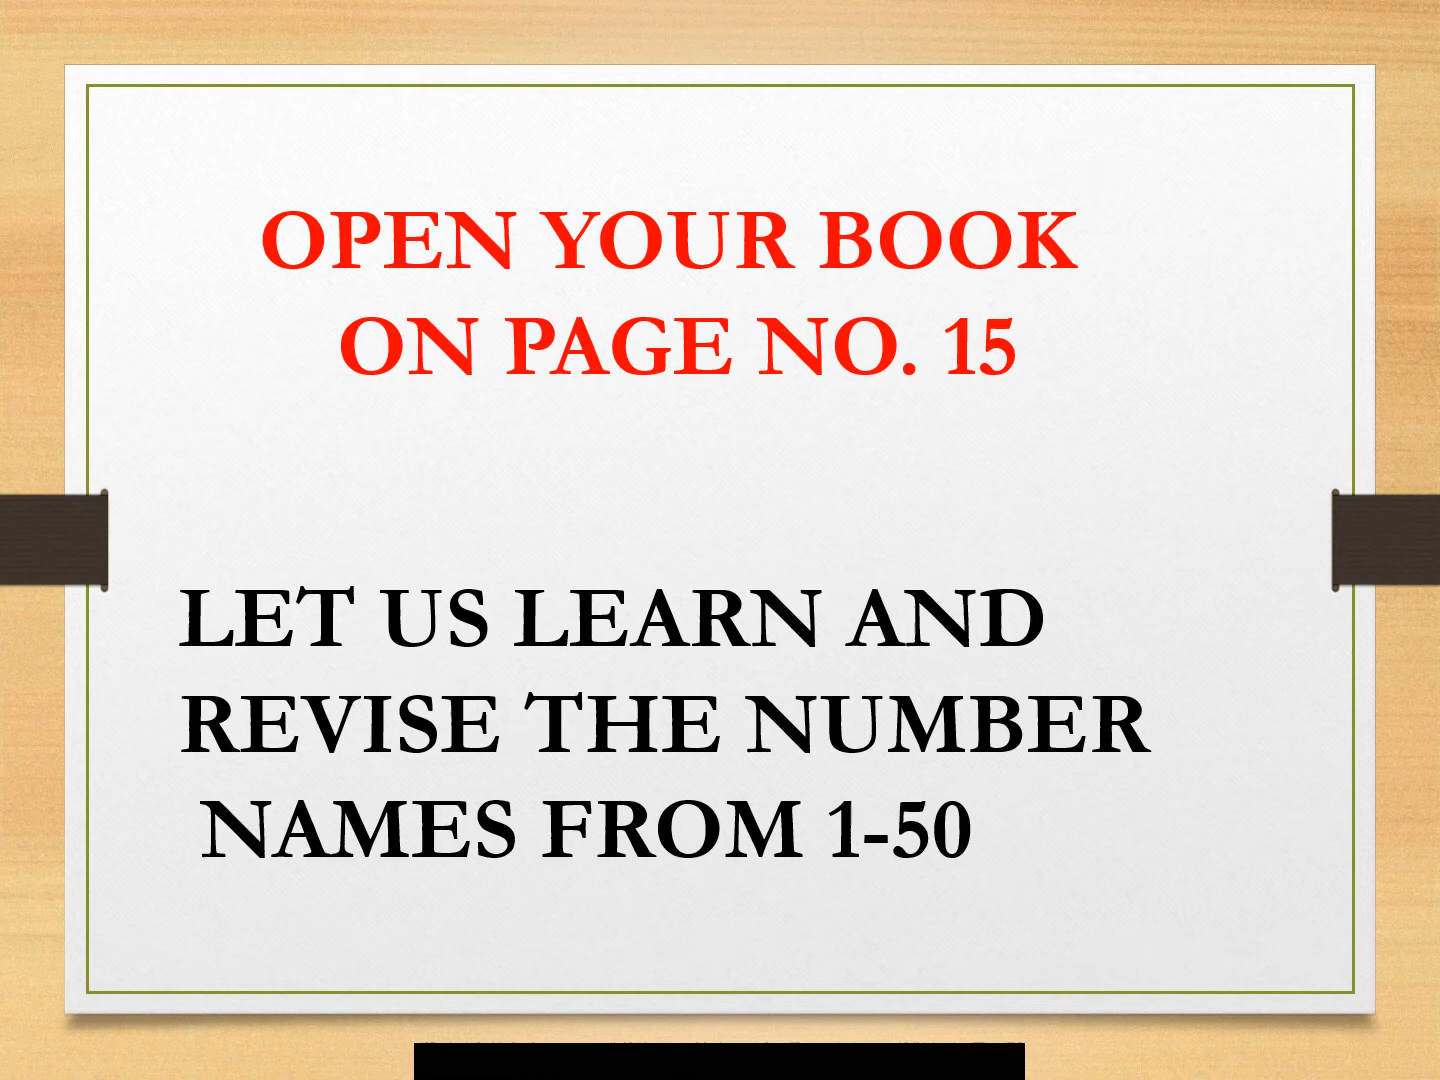 OPEN YOUR BOOK
ON PAGE NO. 15
LET US LEARN AND
REVISE THE NUMBER
NAMES FROM 1-50